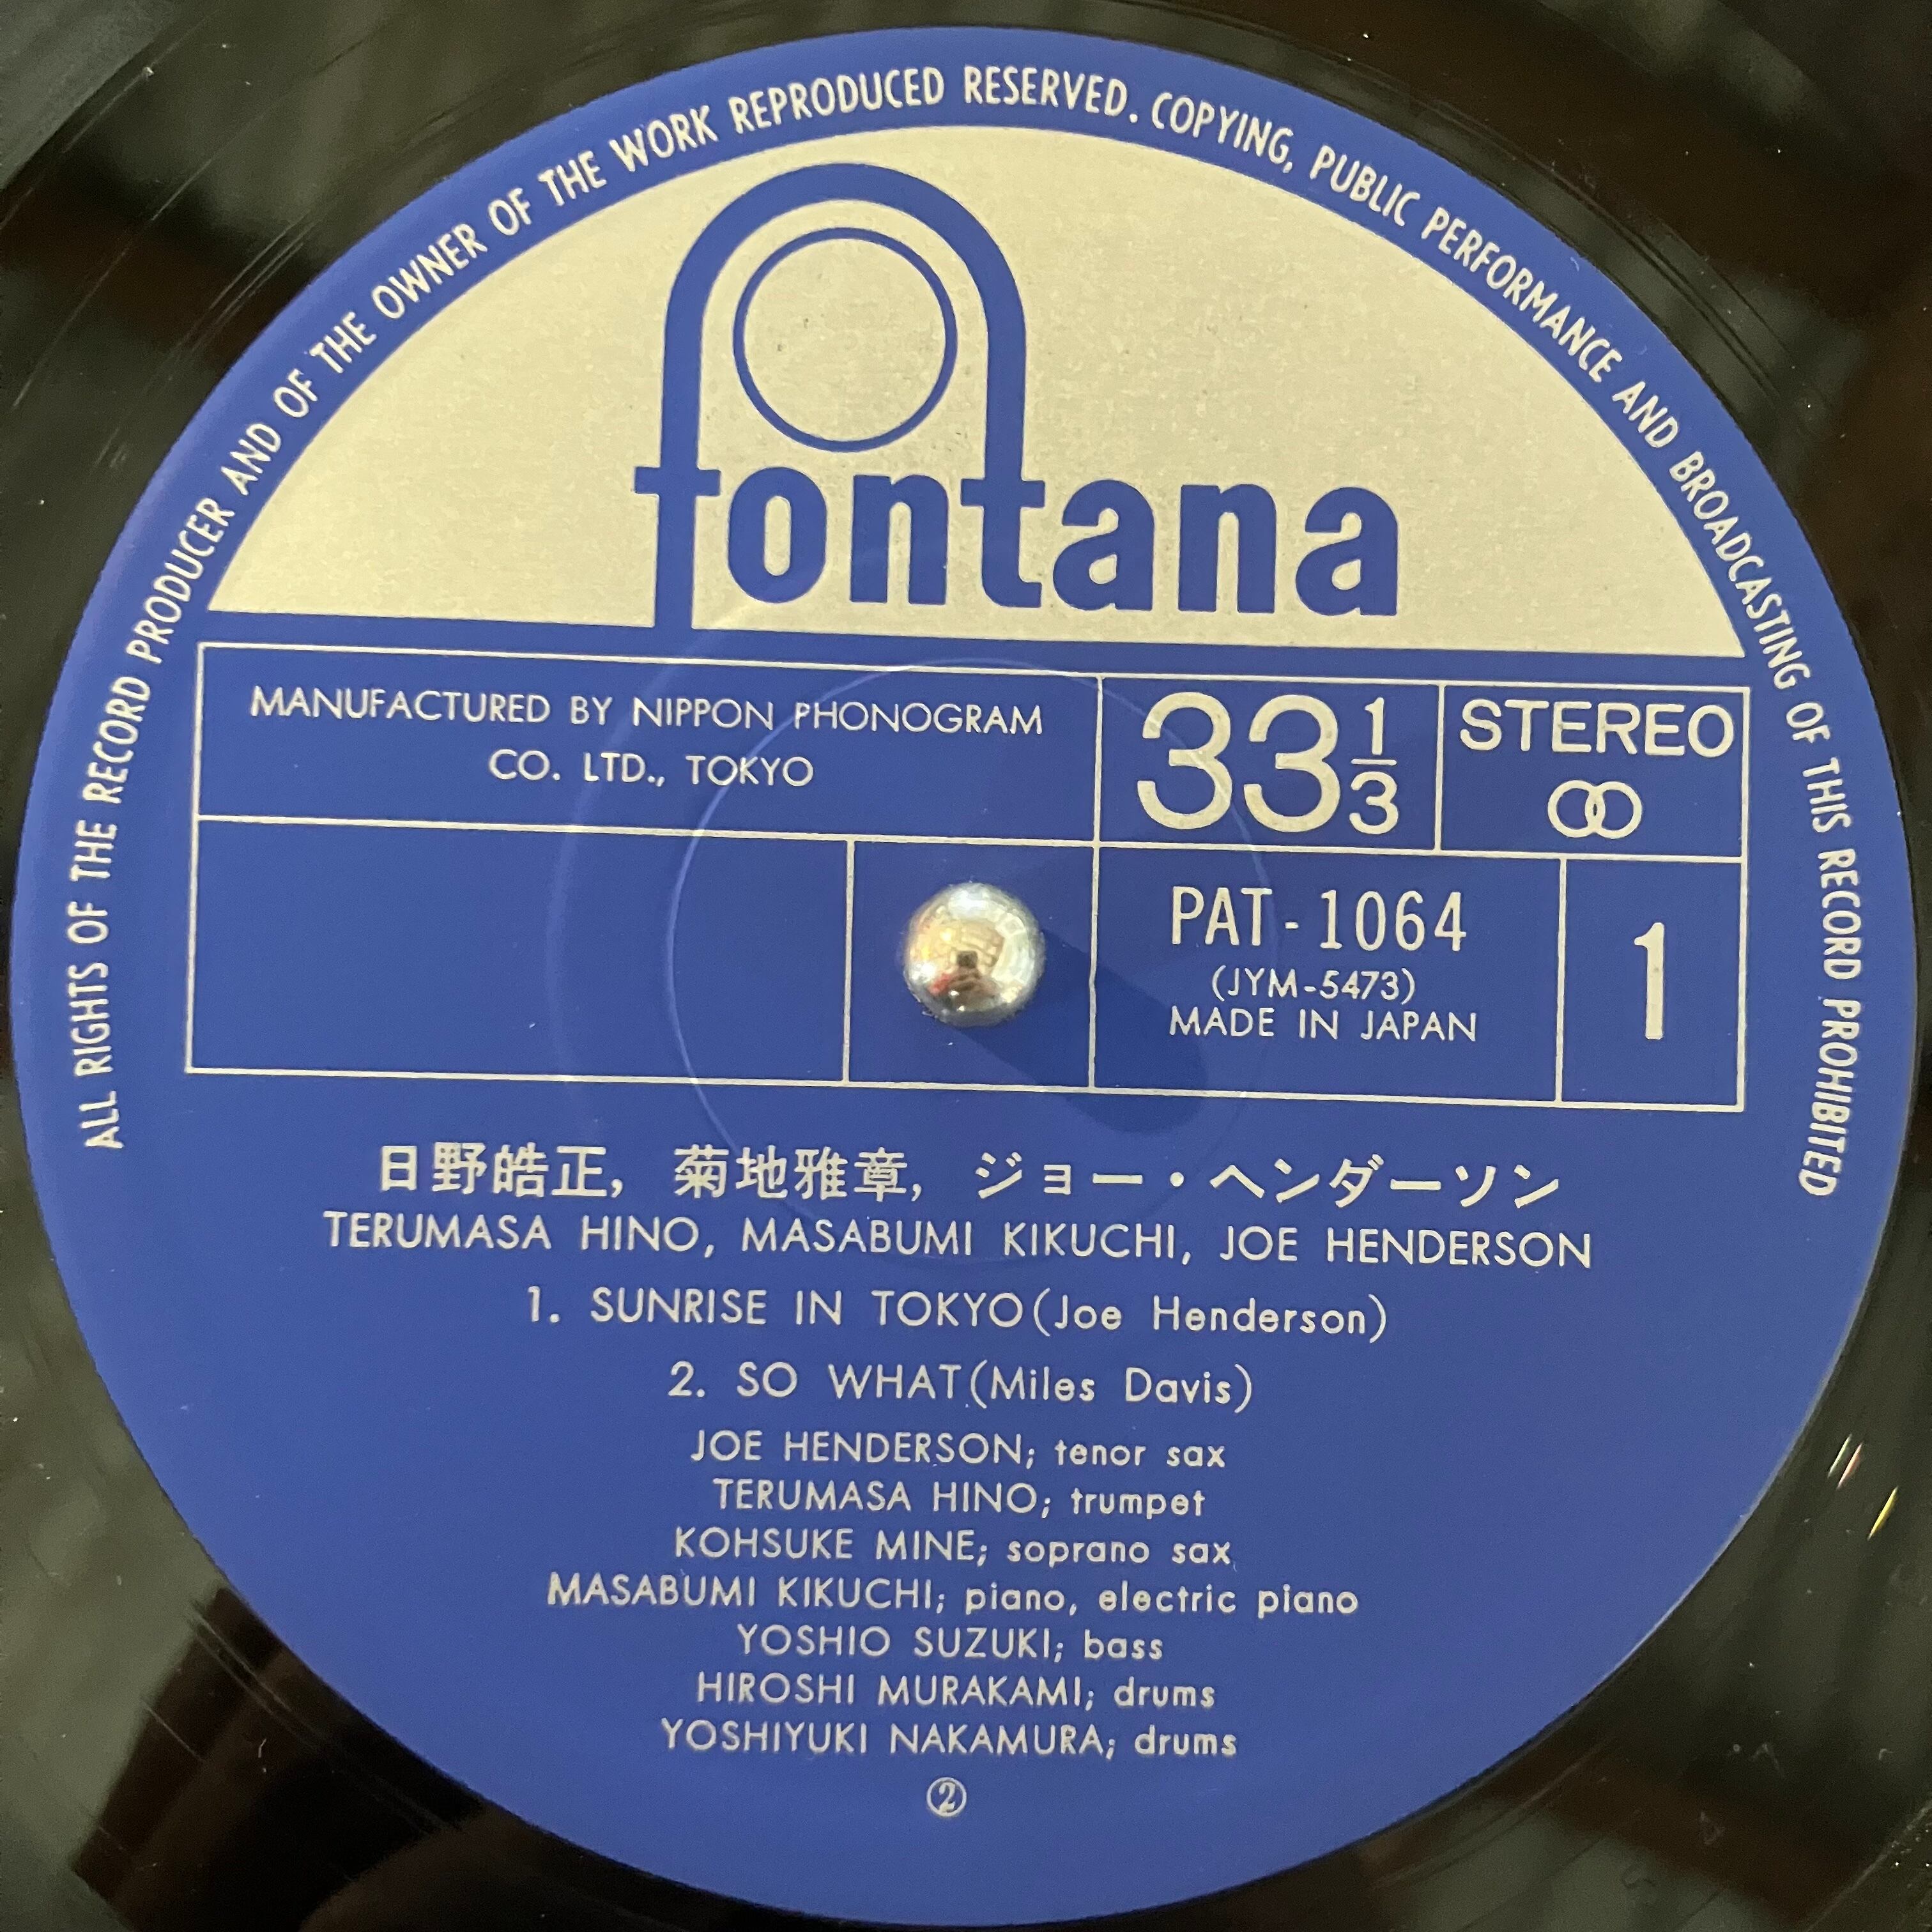 ALL RIGHTS OF THE RECORD PRODUCER AND OF THE OWNER OF THE WORK REPRODUCED RESERVED. COPYING, PUBLIC PERFORMANCE AND BROADCASTING OF THIS RECORD PROHIBITED
fontana
MANUFACTURED BY NIPPON PHONOGRAM
CO. LTD., TOKYO
33 1/3
STEREO
PAT-1064
(JYM-5473)
MADE IN JAPAN
1
日野皓正, 菊地雅章, ジョー・ヘンダーソン
TERUMASA HINO, MASABUMI KIKUCHI, JOE HENDERSON
1. SUNRISE IN TOKYO(Joe Henderson)
2. SO WHAT(Miles Davis)
JOE HENDERSON; tenor sax
TERUMASA HINO; trumpet
KOHSUKE MINE; soprano sax
MASABUMI KIKUCHI; piano, electric piano
YOSHIO SUZUKI; bass
HIROSHI MURAKAMI; drums
YOSHIYUKI NAKAMURA; drums
②